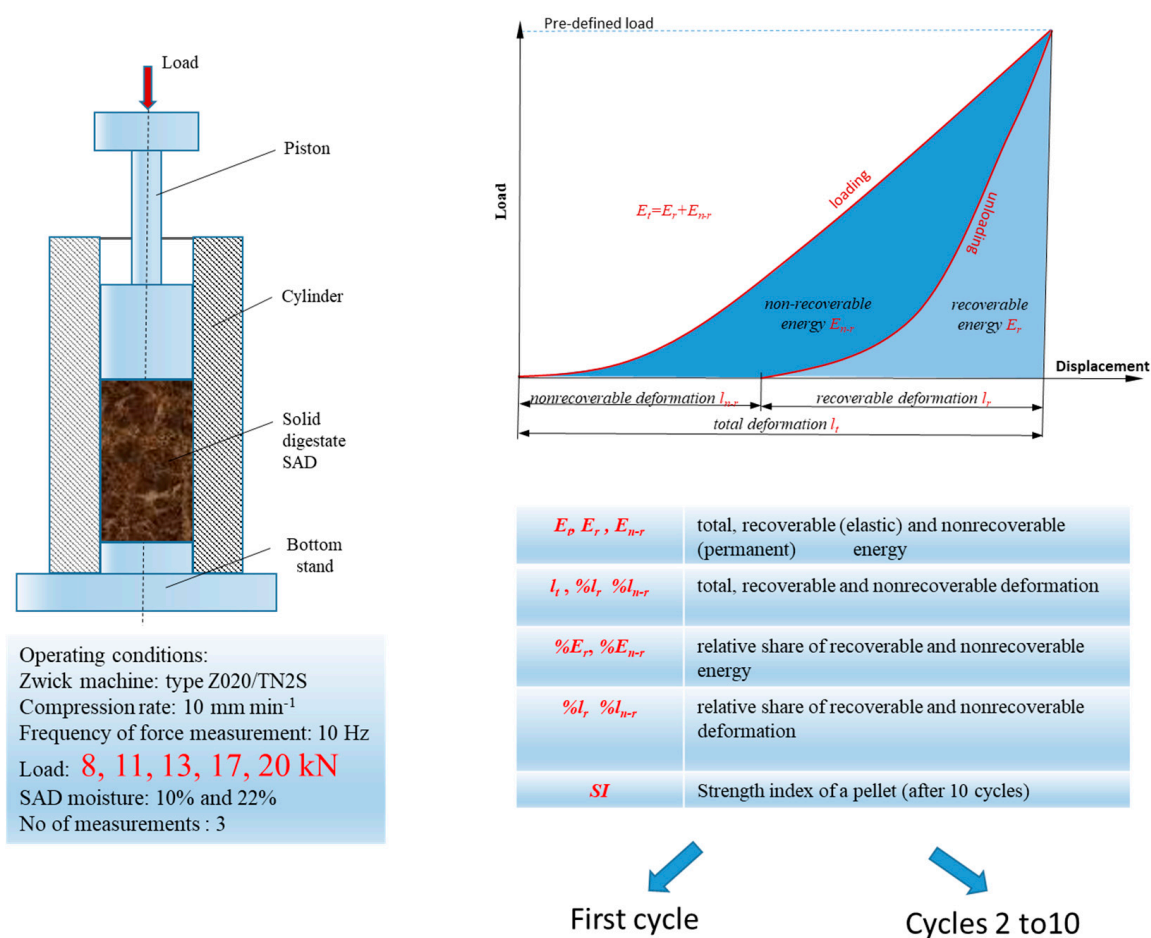 Load
Piston
Cylinder
Solid
digestate
SAD
Bottom
stand
Operating conditions:
Zwick machine: type Z020/TN2S
Compression rate: 10 mm min⁻¹
Frequency of force measurement: 10 Hz
Load: 8, 11, 13, 17, 20 kN
SAD moisture: 10% and 22%
No of measurements : 3
Pre-defined load
Load
Eₜ=Eᵣ+Eₙ₋ᵣ
loading
unloading
non-recoverable
energy Eₙ₋ᵣ
recoverable
energy Eᵣ
Displacement
nonrecoverable deformation lₙ₋ᵣ
recoverable deformation lᵣ
total deformation lₜ
Eₜ, Eᵣ , Eₙ₋ᵣ
total, recoverable (elastic) and nonrecoverable
(permanent) energy
lₜ , %lᵣ %lₙ₋ᵣ
total, recoverable and nonrecoverable deformation
%Eᵣ, %Eₙ₋ᵣ
relative share of recoverable and nonrecoverable
energy
%lᵣ %lₙ₋ᵣ
relative share of recoverable and nonrecoverable
deformation
SI
Strength index of a pellet (after 10 cycles)
First cycle
Cycles 2 to10